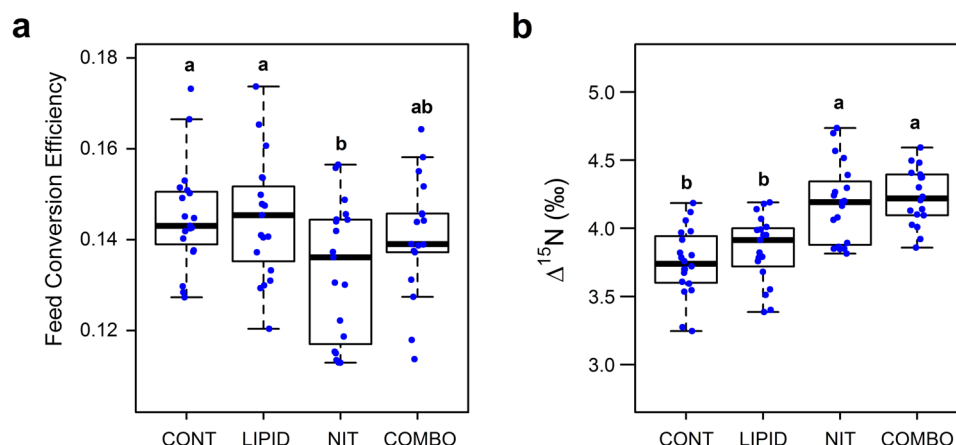 a
Feed Conversion Efficiency
0.18
0.16
0.14
0.12
a
a
b
ab
CONT
LIPID
NIT
COMBO
b
Δ¹⁵N (‰)
5.0
4.5
4.0
3.5
3.0
b
b
a
a
CONT
LIPID
NIT
COMBO